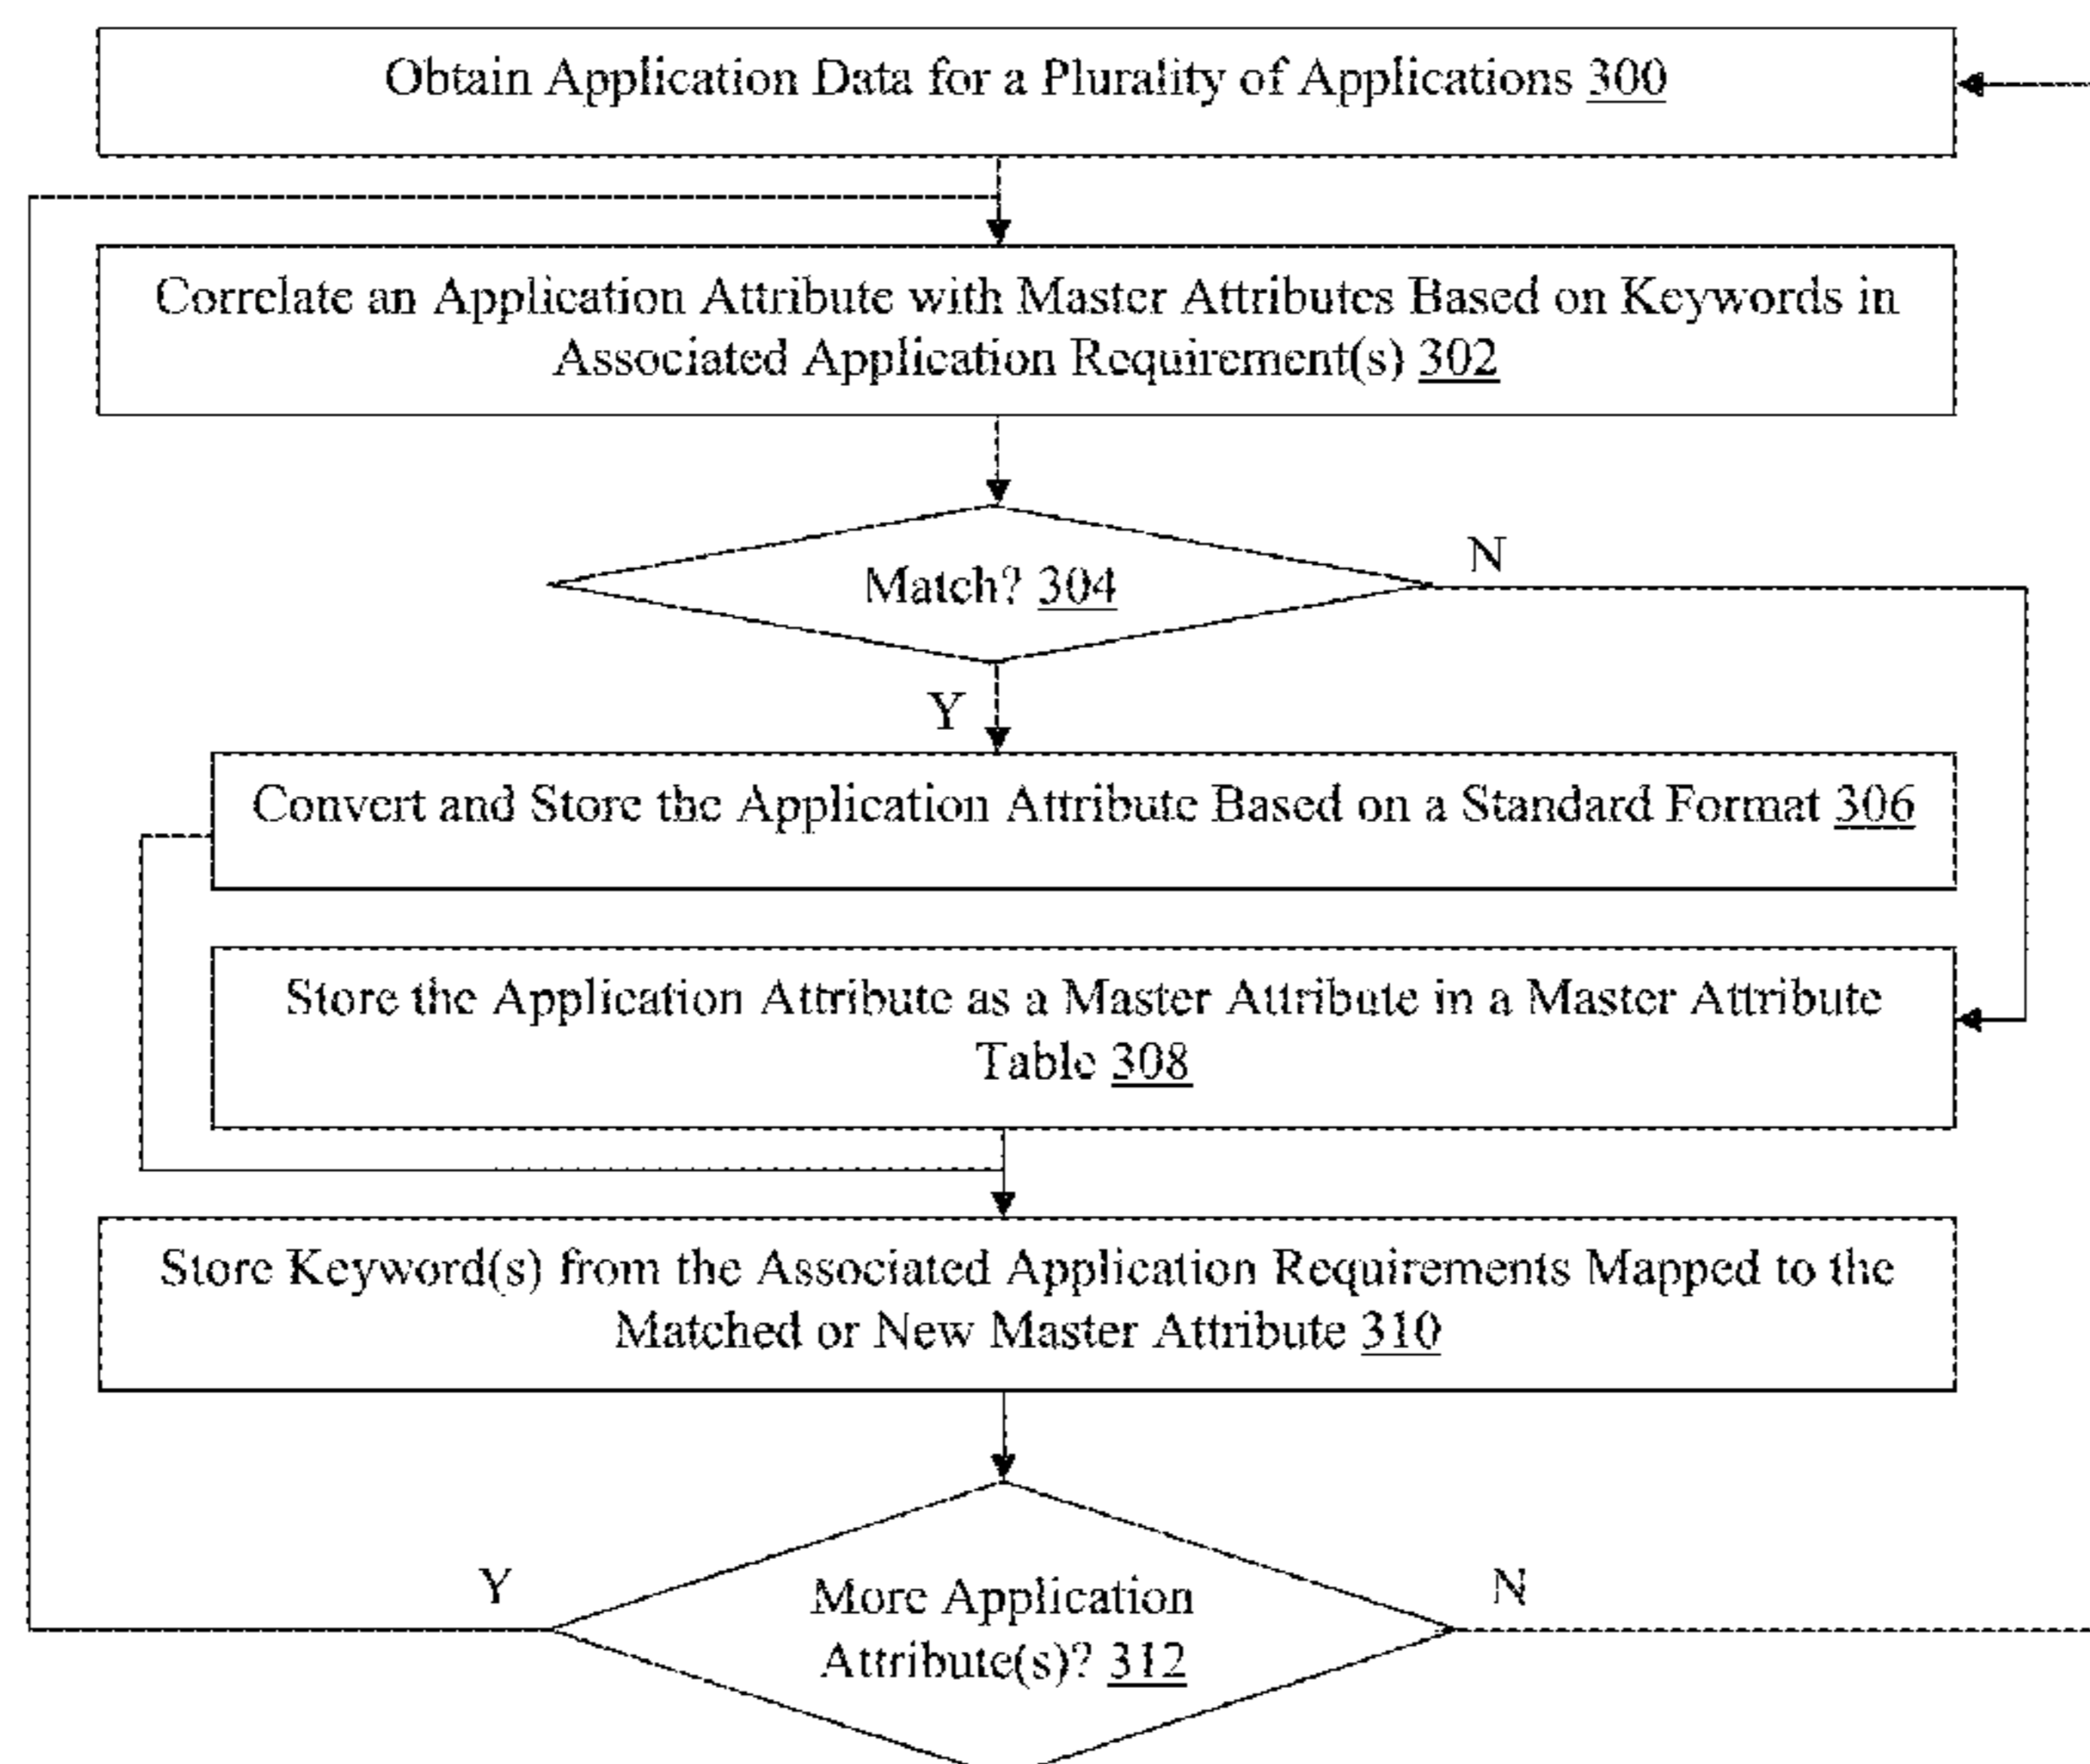 Obtain Application Data for a Plurality of Applications 300
Correlate an Application Attribute with Master Attributes Based on Keywords in
Associated Application Requirement(s) 302
Match? 304
N
Y
Convert and Store the Application Attribute Based on a Standard Format 306
Store the Application Attribute as a Master Attribute in a Master Attribute
Table 308
Store Keyword(s) from the Associated Application Requirements Mapped to the
Matched or New Master Attribute 310
Y
N
More Application
Attribute(s)? 312